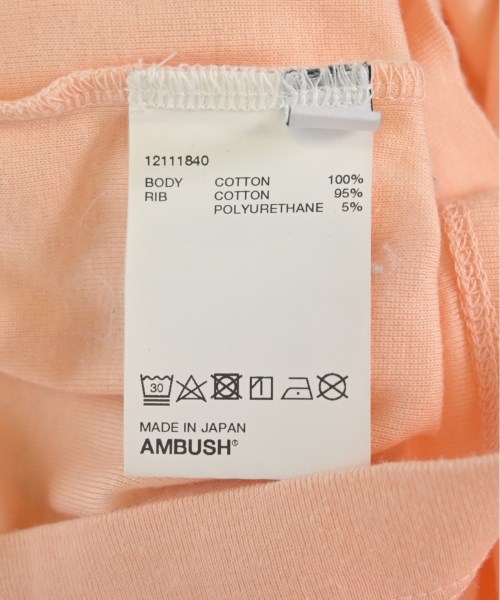 12111840
BODY COTTON 100%
RIB COTTON 95%
POLYURETHANE 5%
30
MADE IN JAPAN
AMBUSH®